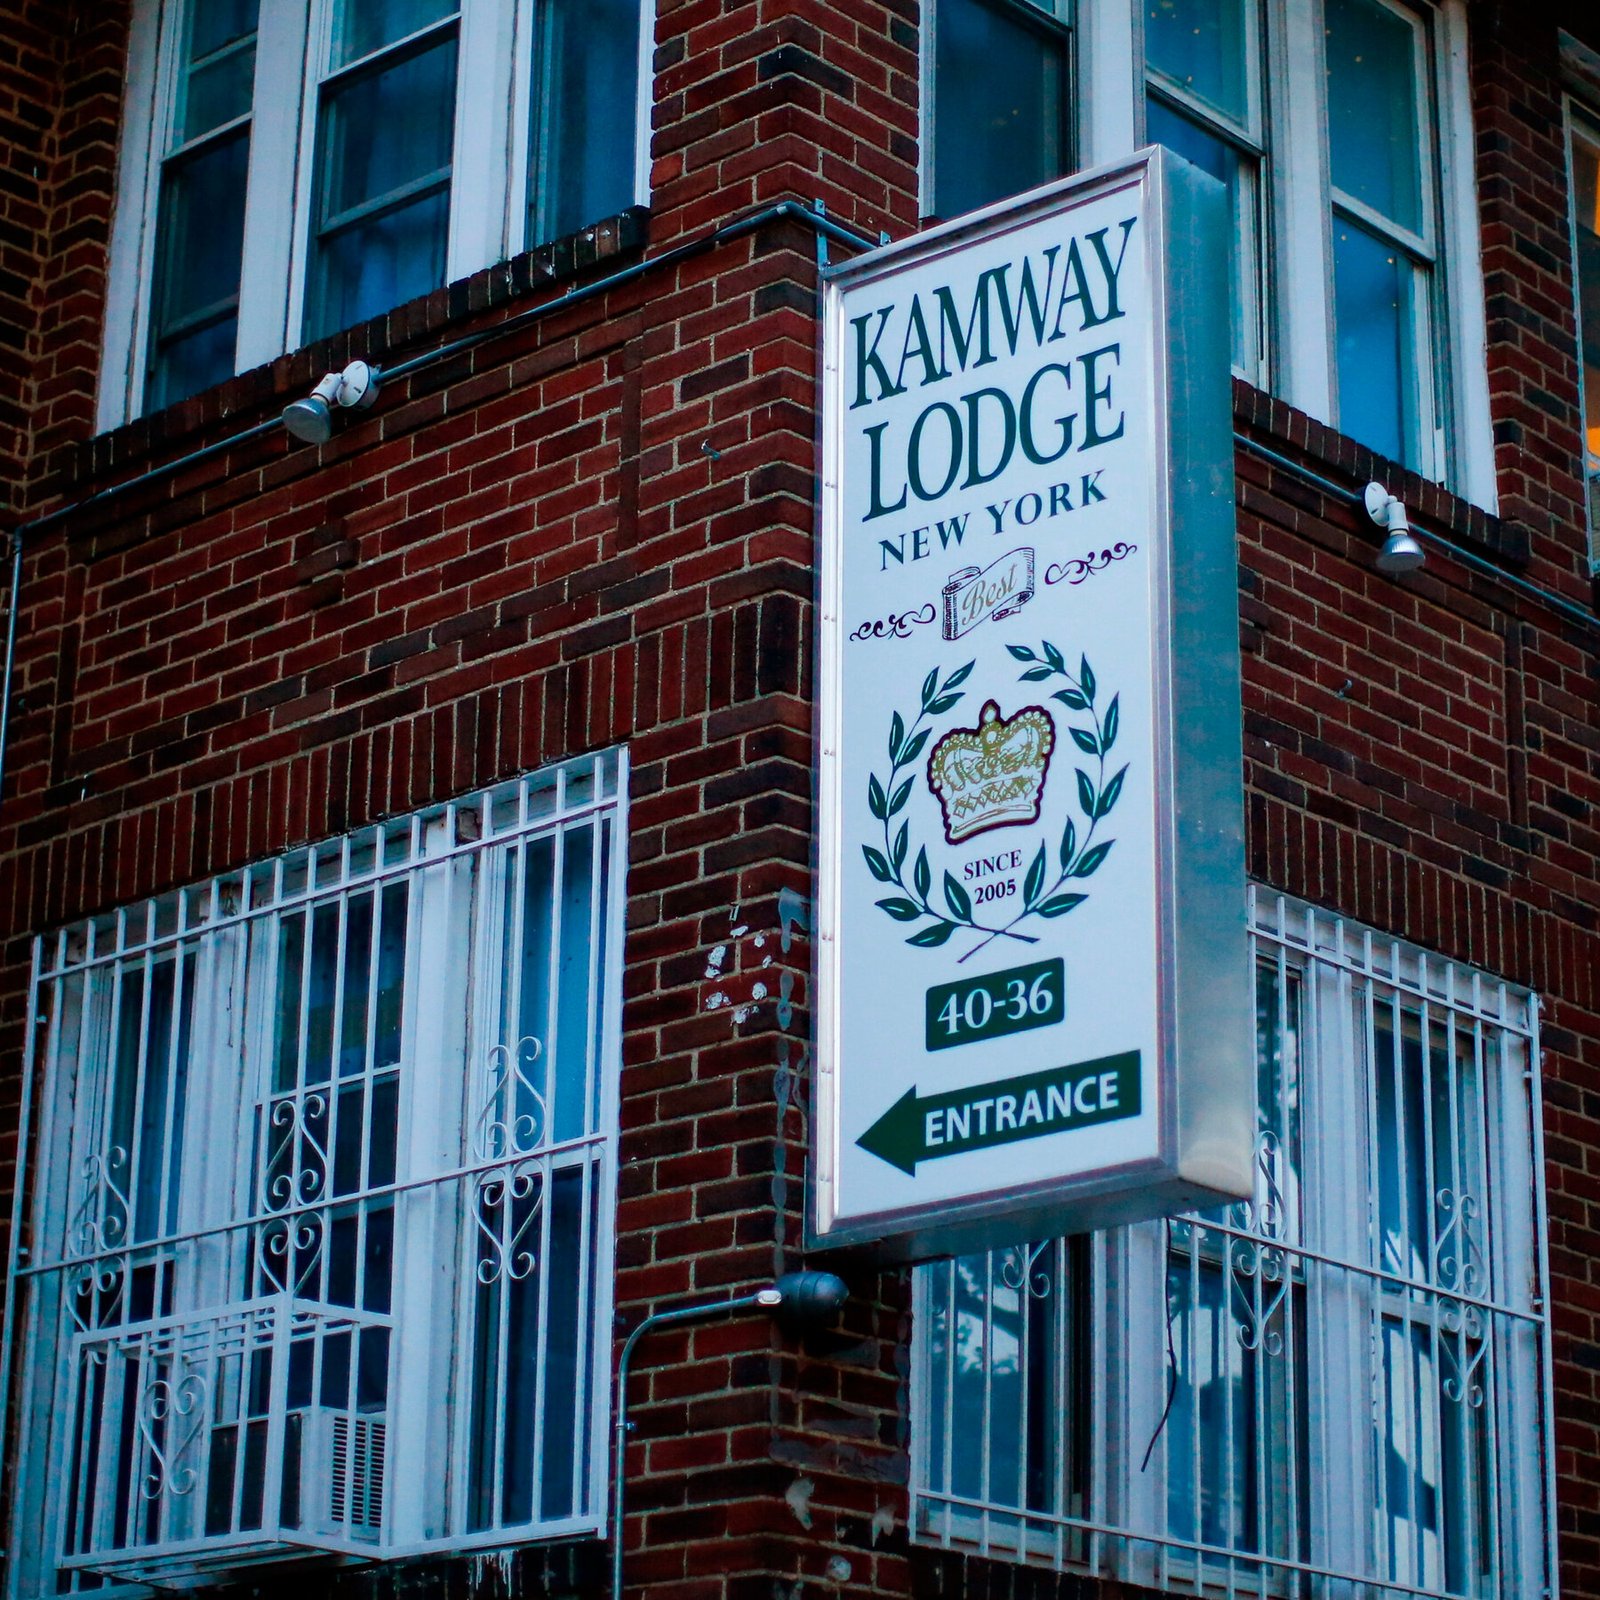 KAMWAY
LODGE
NEW YORK
Best
SINCE
2005
40-36
ENTRANCE